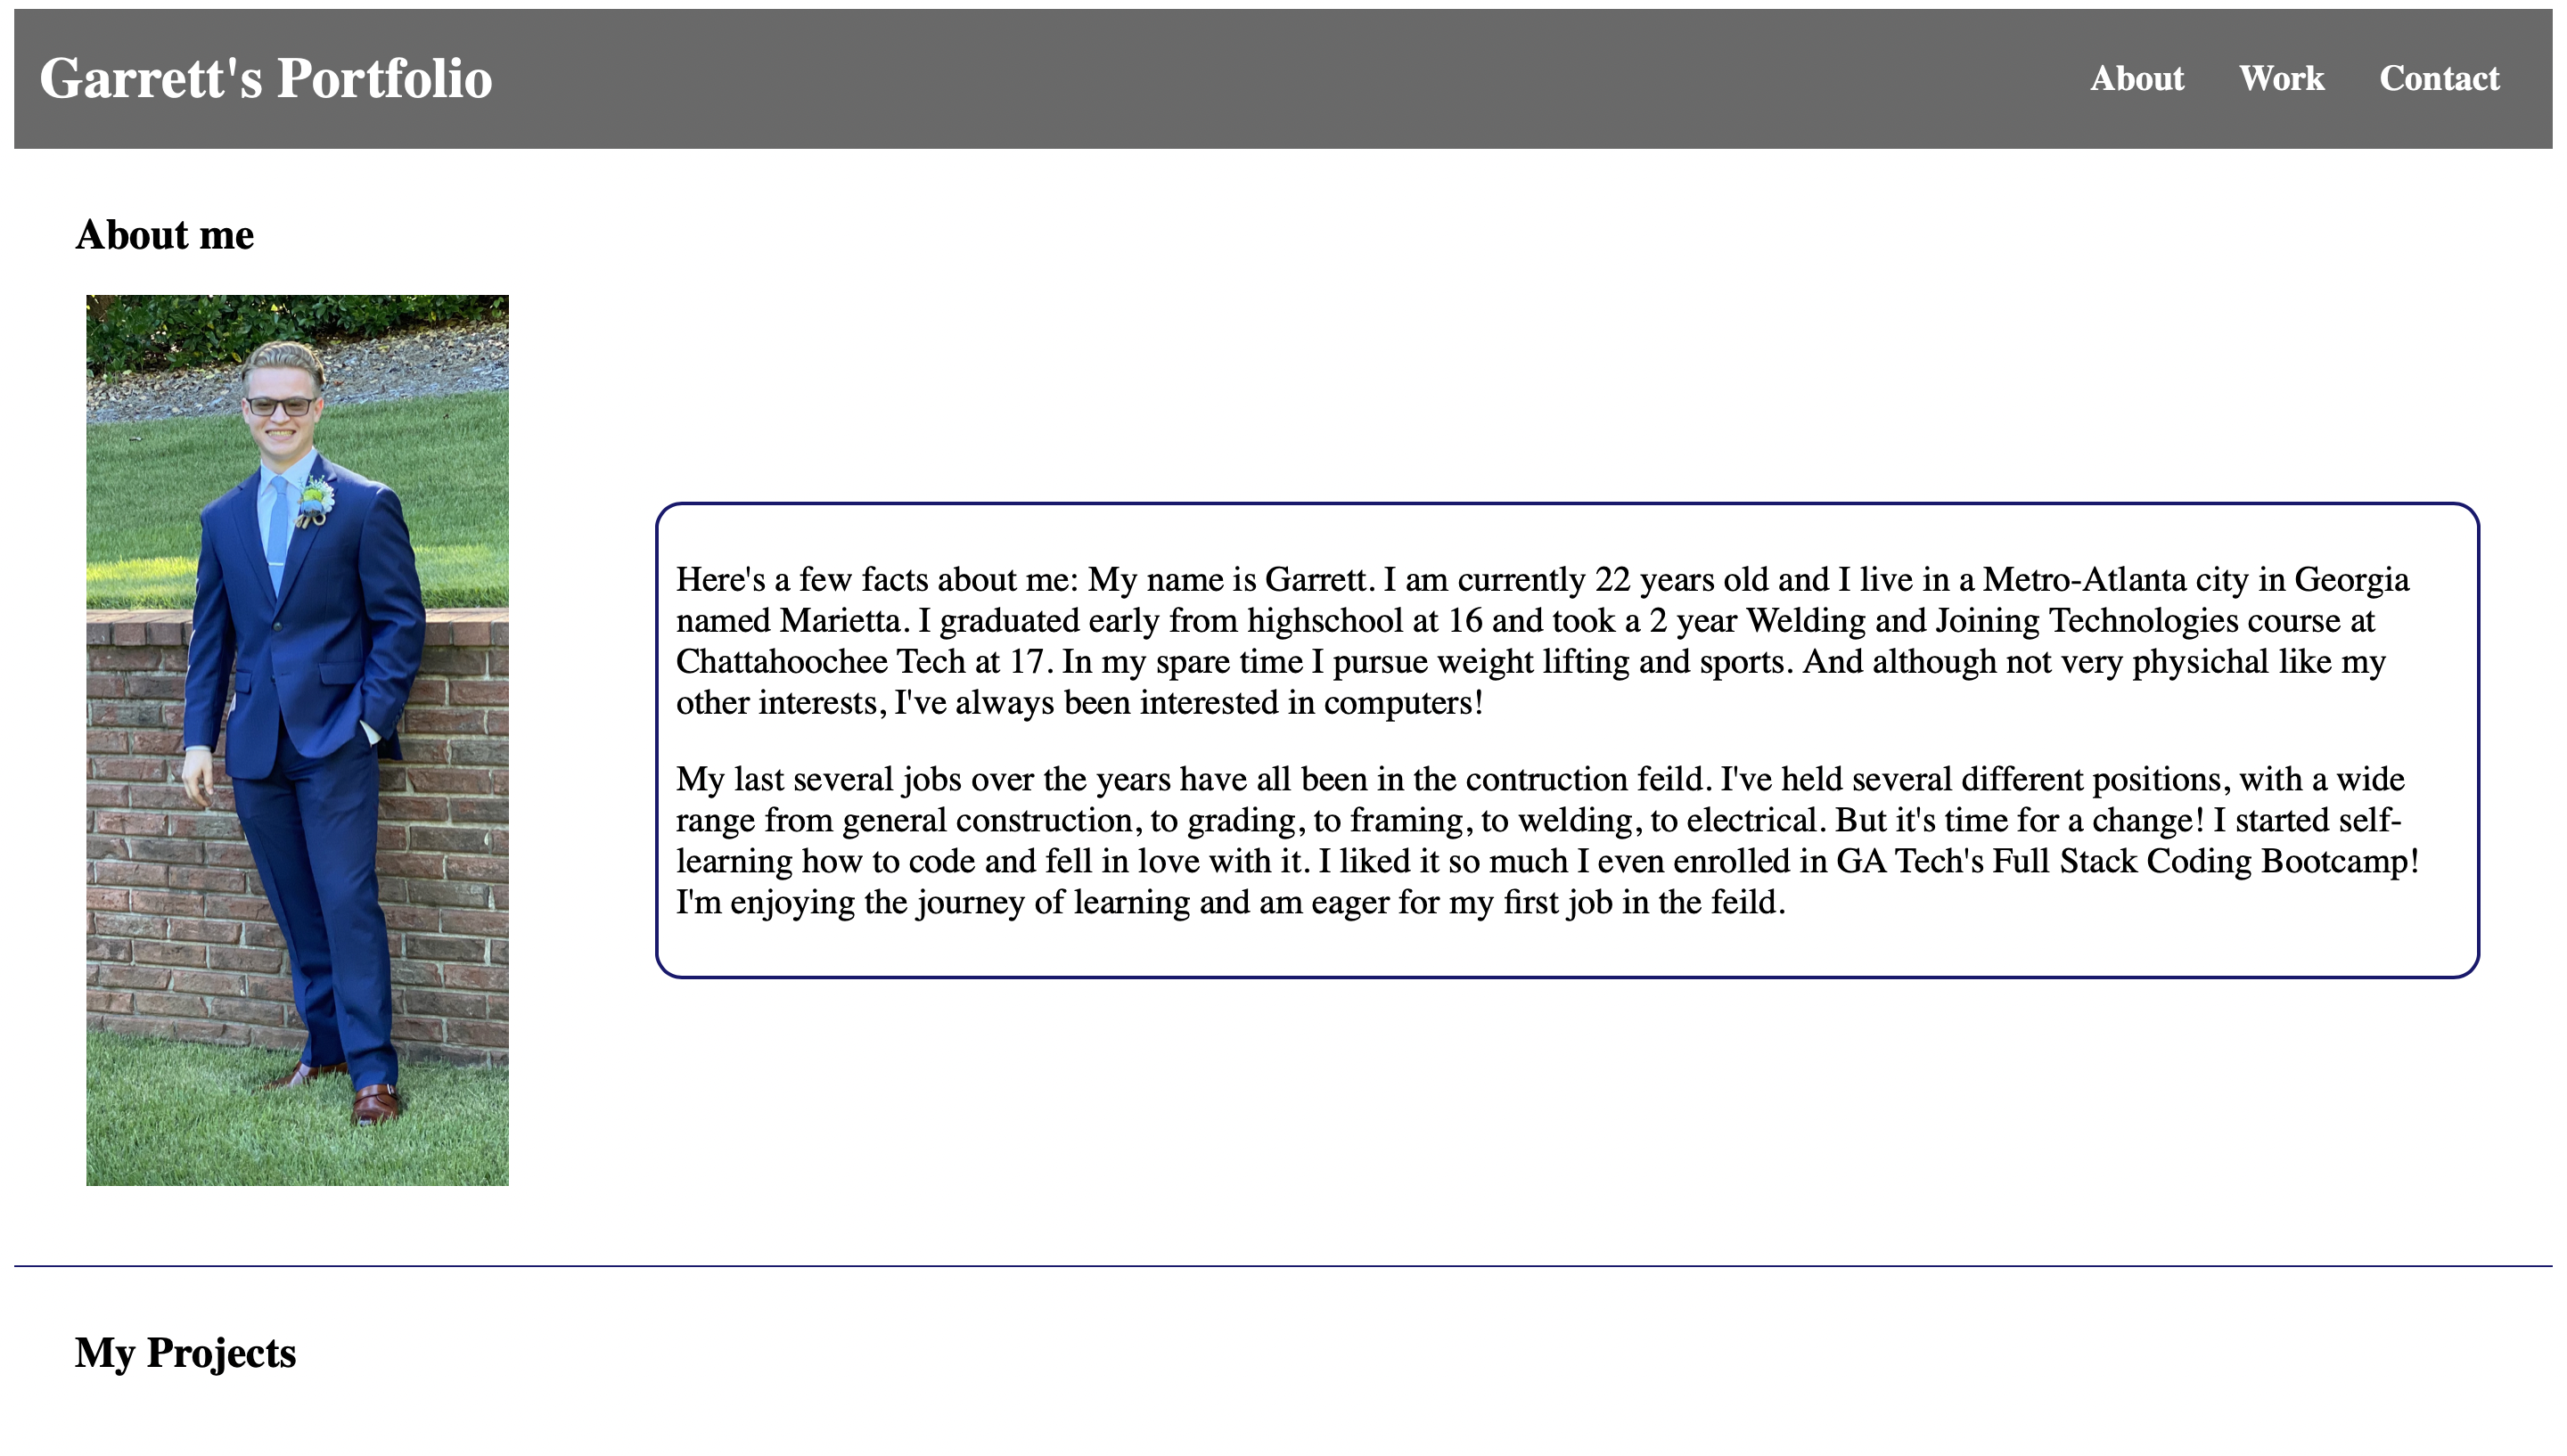 Garrett's Portfolio
About Work Contact
About me
Here's a few facts about me: My name is Garrett. I am currently 22 years old and I live in a Metro-Atlanta city in Georgia
named Marietta. I graduated early from highschool at 16 and took a 2 year Welding and Joining Technologies course at
Chattahoochee Tech at 17. In my spare time I pursue weight lifting and sports. And although not very physichal like my
other interests, I've always been interested in computers!
My last several jobs over the years have all been in the contruction feild. I've held several different positions, with a wide
range from general construction, to grading, to framing, to welding, to electrical. But it's time for a change! I started self-
learning how to code and fell in love with it. I liked it so much I even enrolled in GA Tech's Full Stack Coding Bootcamp!
I'm enjoying the journey of learning and am eager for my first job in the feild.
My Projects